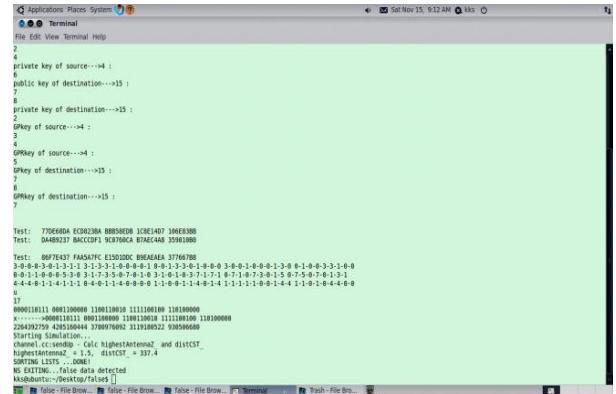 Applications Places System
Sat Nov 15, 9:12 AM kks
Terminal
File Edit View Terminal Help
2
4
private key of source--->4 :
6
public key of destination--->15 :
7
8
private key of destination--->15 :
2
GPkey of source--->4 :
3
4
GPRkey of source--->4 :
5
GPkey of destination--->15 :
7
8
GPRkey of destination--->15 :
7
Test: 77DE68DA ECD823BA BBB58EDB 1C8E14D7 106E83BB
Test: DA4B9237 BACCCDF1 9C0760CA B7AEC4A8 359010B0
Test: 86F7E437 FAA5A7FC E15D1DDC B9EAEAEA 377667B8
u
17
0000110111 0001100000 1100110010 1111100100 110100000
x------->0000110111 0001100000 1100110010 1111100100 110100000
2264392759 4205160444 3780976092 3119180522 930506680
Starting Simulation...
channel.cc:sendUp - Calc highestAntennaZ_ and distCST_
highestAntennaZ_ = 1.5, distCST_ = 337.4
SORTING LISTS ...DONE!
NS EXITING...false data detected
kks@ubuntu:~/Desktop/false$
false - File Brow... false - File Brow... false - File Brow... Terminal Trash - File Bro...